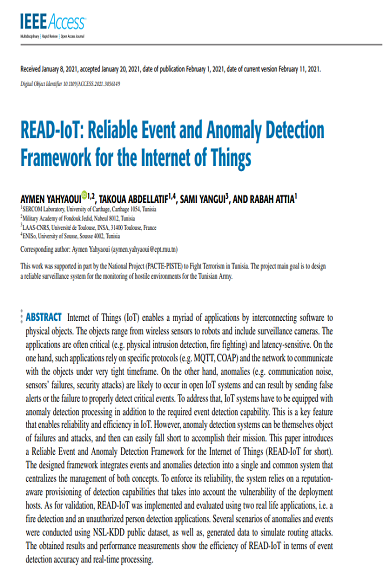 IEEE Access
Multidisciplinary | Rapid Review | Open Access Journal
Received January 8, 2021, accepted January 20, 2021, date of publication February 1, 2021, date of current version February 11, 2021.
Digital Object Identifier 10.1109/ACCESS.2021.3056149
READ-IoT: Reliable Event and Anomaly Detection
Framework for the Internet of Things
AYMEN YAHYAOUI 1,2, TAKOUA ABDELLATIF1,4, SAMI YANGUI3, AND RABAH ATTIA1
1SERCOM Laboratory, University of Carthage, Carthage 1054, Tunisia
2Military Academy of Fondouk Jedid, Nabeul 8012, Tunisia
3LAAS-CNRS, Université de Toulouse, INSA, 31400 Toulouse, France
4ENISo, University of Sousse, Sousse 4002, Tunisia
Corresponding author: Aymen Yahyaoui (aymen.yahyaoui@ept.rnu.tn)
This work was supported in part by the National Project (PACTE-PISTE) to Fight Terrorism in Tunisia. The project main goal is to design
a reliable surveillance system for the monitoring of hostile environments for the Tunisian Army.
ABSTRACT Internet of Things (IoT) enables a myriad of applications by interconnecting software to
physical objects. The objects range from wireless sensors to robots and include surveillance cameras. The
applications are often critical (e.g. physical intrusion detection, fire fighting) and latency-sensitive. On the
one hand, such applications rely on specific protocols (e.g. MQTT, COAP) and the network to communicate
with the objects under very tight timeframe. On the other hand, anomalies (e.g. communication noise,
sensors' failures, security attacks) are likely to occur in open IoT systems and can result by sending false
alerts or the failure to properly detect critical events. To address that, IoT systems have to be equipped with
anomaly detection processing in addition to the required event detection capability. This is a key feature
that enables reliability and efficiency in IoT. However, anomaly detection systems can be themselves object
of failures and attacks, and then can easily fall short to accomplish their mission. This paper introduces
a Reliable Event and Anomaly Detection Framework for the Internet of Things (READ-IoT for short).
The designed framework integrates events and anomalies detection into a single and common system that
centralizes the management of both concepts. To enforce its reliability, the system relies on a reputation-
aware provisioning of detection capabilities that takes into account the vulnerability of the deployment
hosts. As for validation, READ-IoT was implemented and evaluated using two real life applications, i.e. a
fire detection and an unauthorized person detection applications. Several scenarios of anomalies and events
were conducted using NSL-KDD public dataset, as well as, generated data to simulate routing attacks.
The obtained results and performance measurements show the efficiency of READ-IoT in terms of event
detection accuracy and real-time processing.